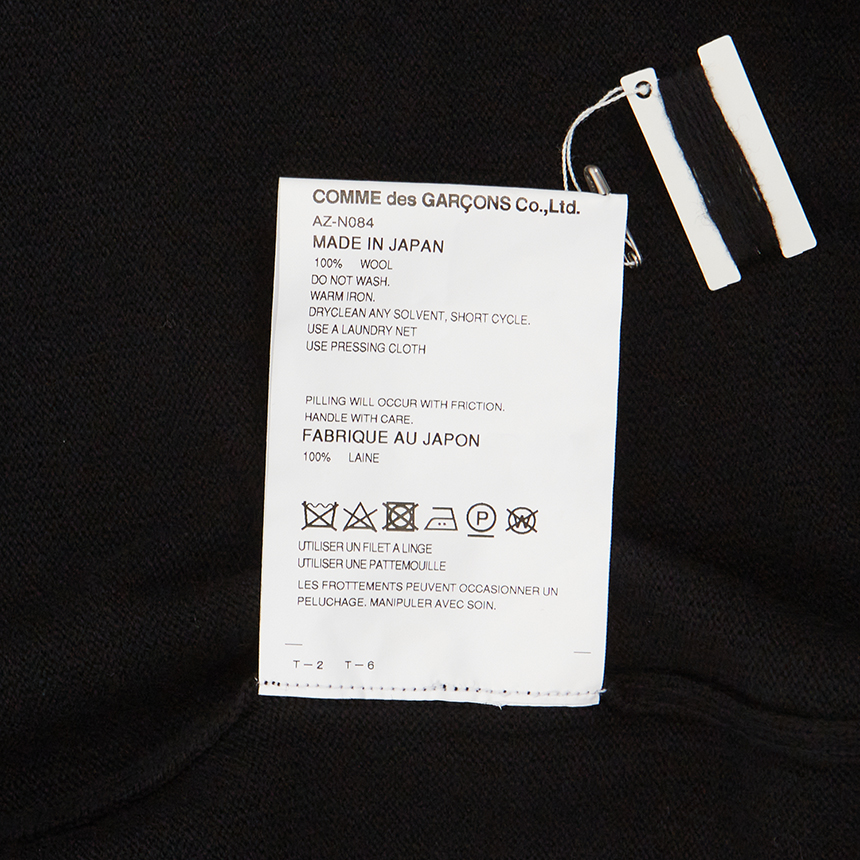 COMME des GARÇONS Co.,Ltd.
AZ-N084
MADE IN JAPAN
100% WOOL
DO NOT WASH.
WARM IRON.
DRYCLEAN ANY SOLVENT, SHORT CYCLE.
USE A LAUNDRY NET
USE PRESSING CLOTH
PILLING WILL OCCUR WITH FRICTION.
HANDLE WITH CARE.
FABRIQUE AU JAPON
100% LAINE
P W
UTILISER UN FILET A LINGE
UTILISER UNE PATTEMOUILLE
LES FROTTEMENTS PEUVENT OCCASIONNER UN
PELUCHAGE. MANIPULER AVEC SOIN.
T－2 T－6